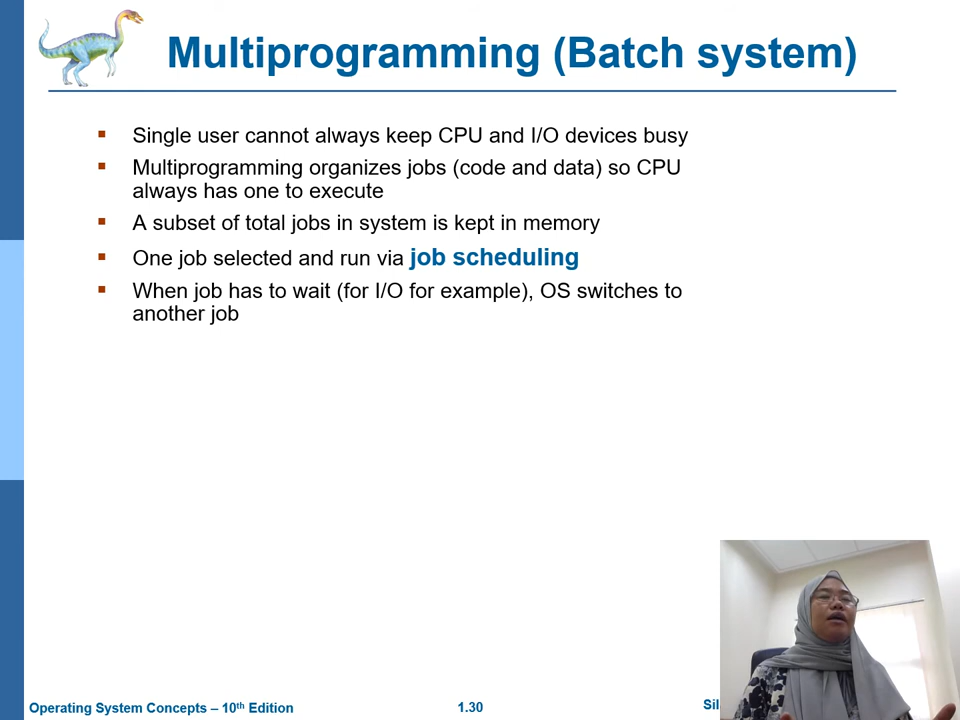 Multiprogramming (Batch system)
Single user cannot always keep CPU and I/O devices busy
Multiprogramming organizes jobs (code and data) so CPU
always has one to execute
A subset of total jobs in system is kept in memory
One job selected and run via job scheduling
When job has to wait (for I/O for example), OS switches to
another job
Operating System Concepts – 10th Edition
1.30